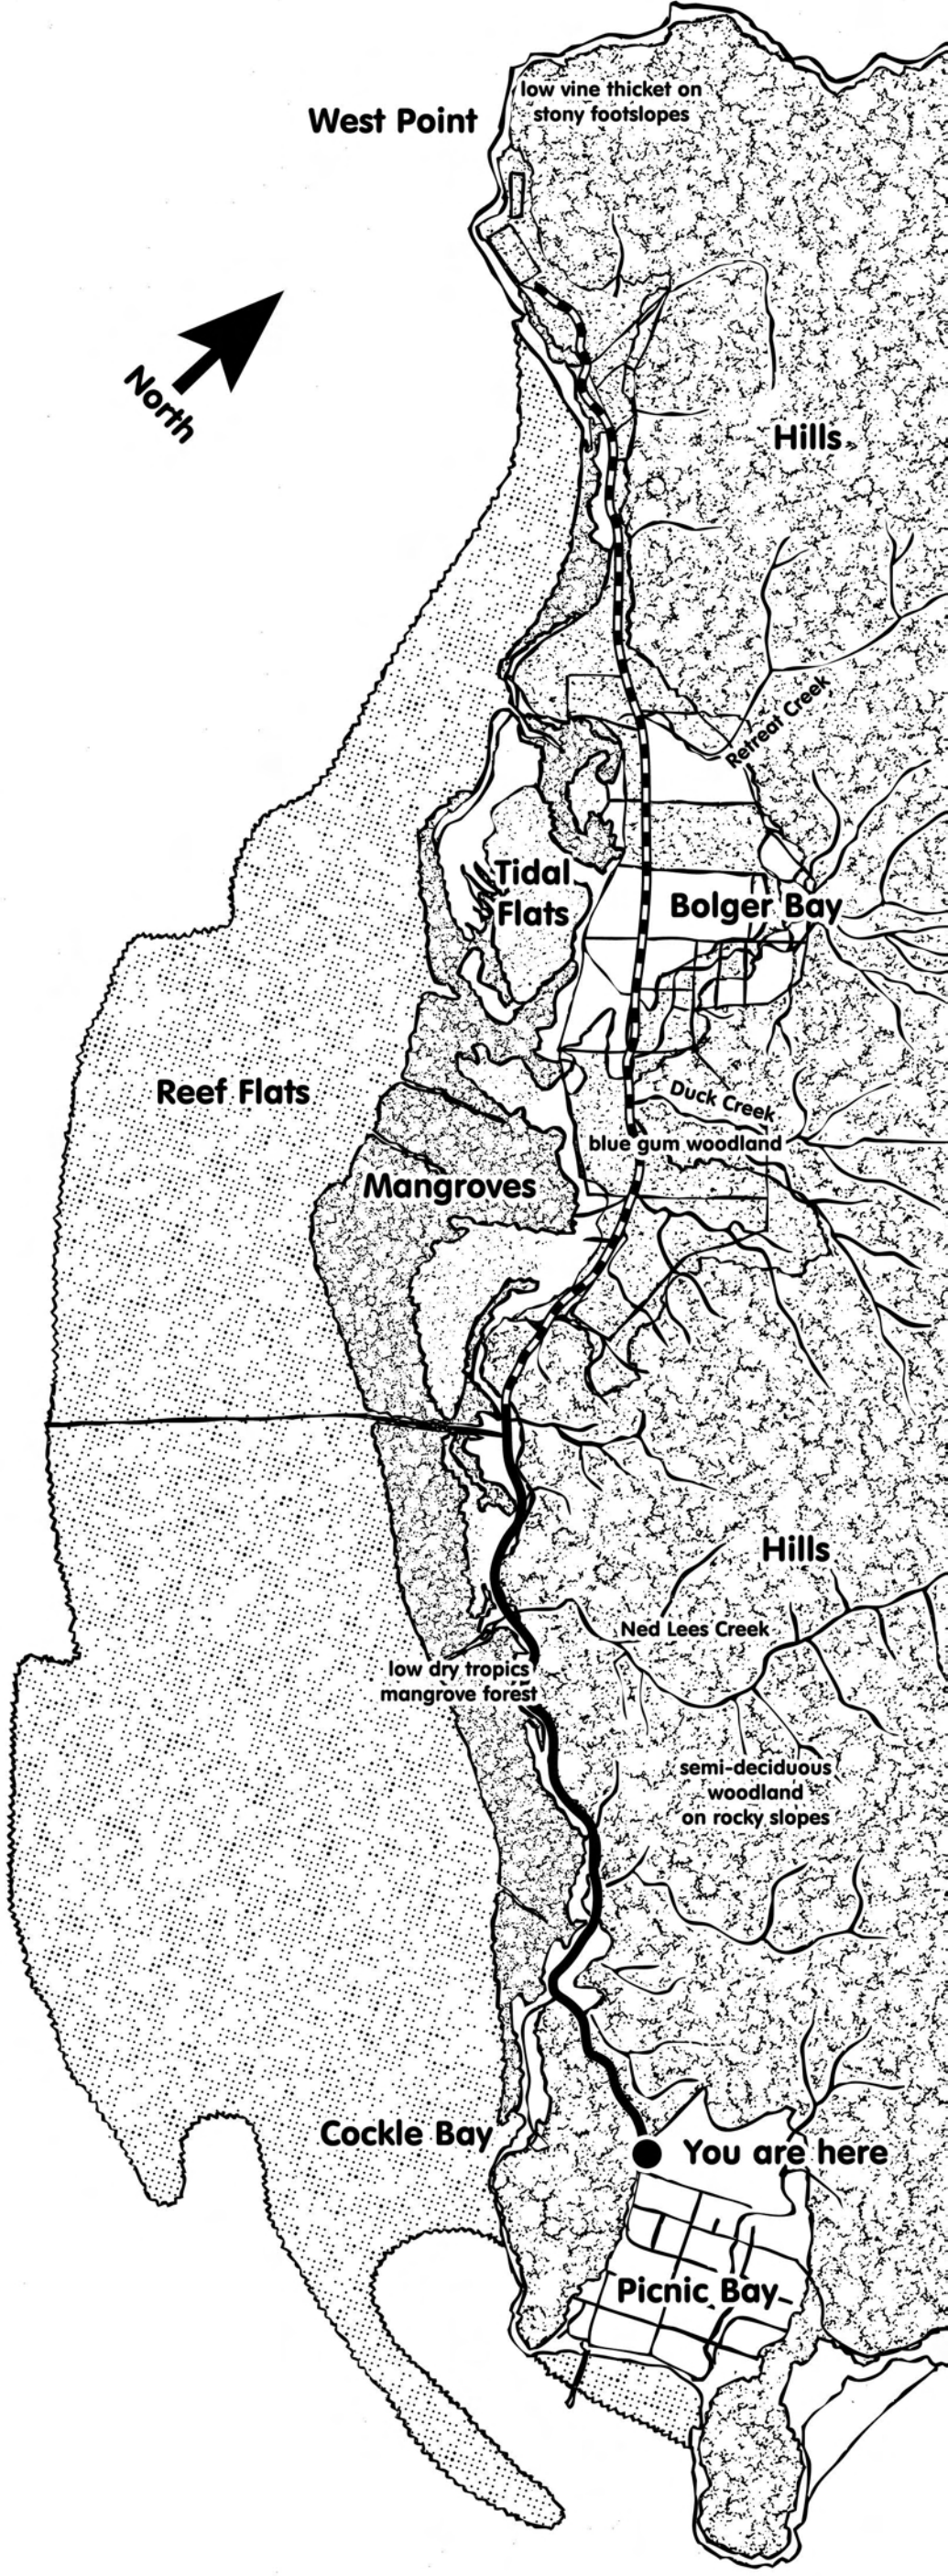 low vine thicket on
stony footslopes
West Point
North
Hills
Retreat Creek
Tidal
Flats
Bolger Bay
Reef Flats
Duck Creek
blue gum woodland
Mangroves
Hills
Ned Lees Creek
low dry tropics
mangrove forest
semi-deciduous
woodland
on rocky slopes
Cockle Bay
You are here
Picnic Bay